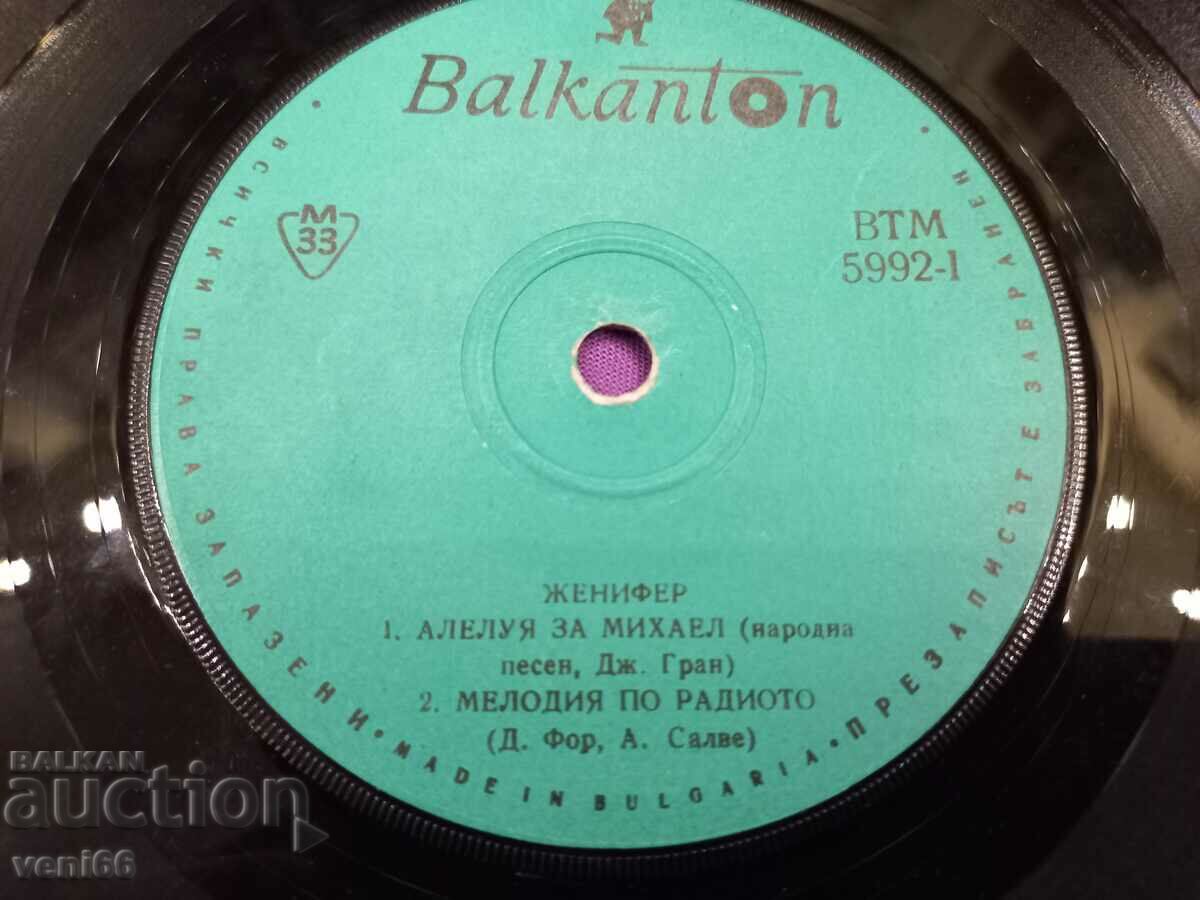 Balkanton
М
33
ВТМ
5992-1
ЖЕНИФЕР
1. АЛЕЛУЯ ЗА МИХАЕЛ (народна
песен, Дж. Гран)
2. МЕЛОДИЯ ПО РАДИОТО
(Д. Фор, А. Салве)
• ВСИЧКИ ПРАВА ЗАПАЗЕНИ • MADE IN BULGARIA • ПРЕЗАПИСЪТ Е ЗАБРАНЕН •
BALKAN
auction
veni66